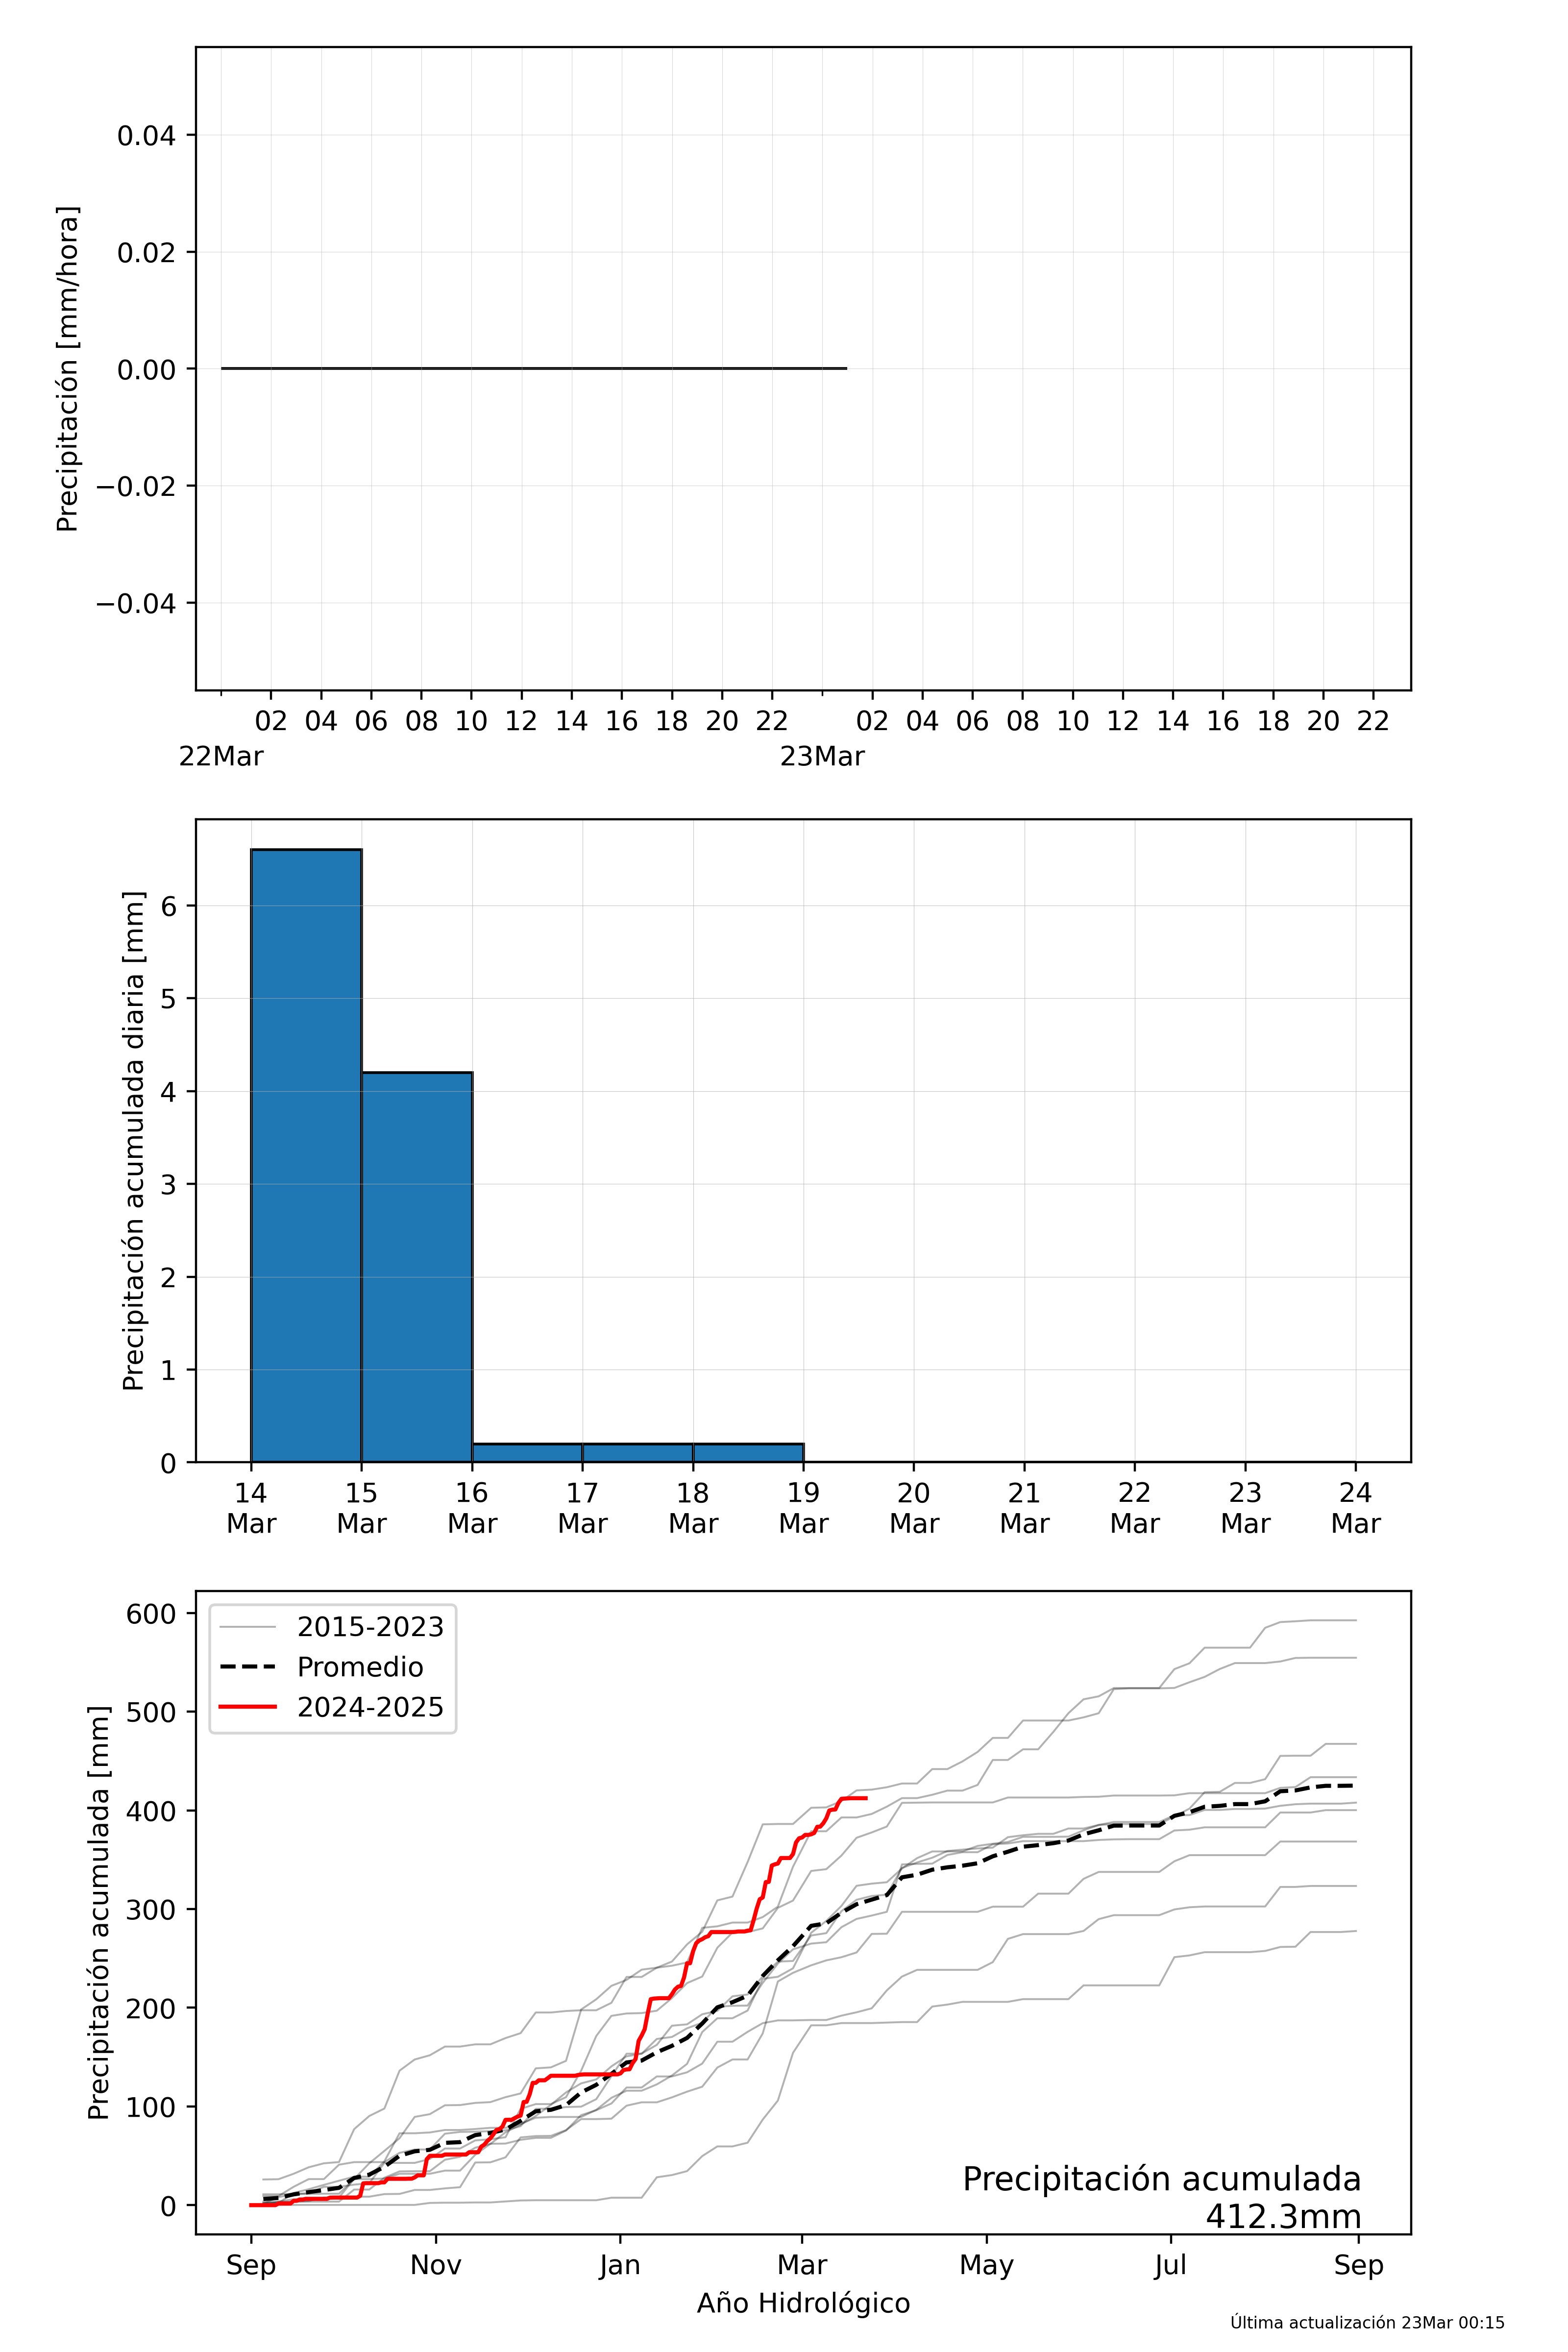 Precipitación [mm/hora]
0.04
0.02
0.00
−0.02
−0.04
02 04 06 08 10 12 14 16 18 20 22 02 04 06 08 10 12 14 16 18 20 22
22Mar 23Mar
Precipitación acumulada diaria [mm]
6
5
4
3
2
1
0
14 15 16 17 18 19 20 21 22 23 24
Mar Mar Mar Mar Mar Mar Mar Mar Mar Mar Mar
Precipitación acumulada [mm]
600
500
400
300
200
100
0
2015-2023
Promedio
2024-2025
Precipitación acumulada
412.3mm
Sep Nov Jan Mar May Jul Sep
Año Hidrológico
Última actualización 23Mar 00:15